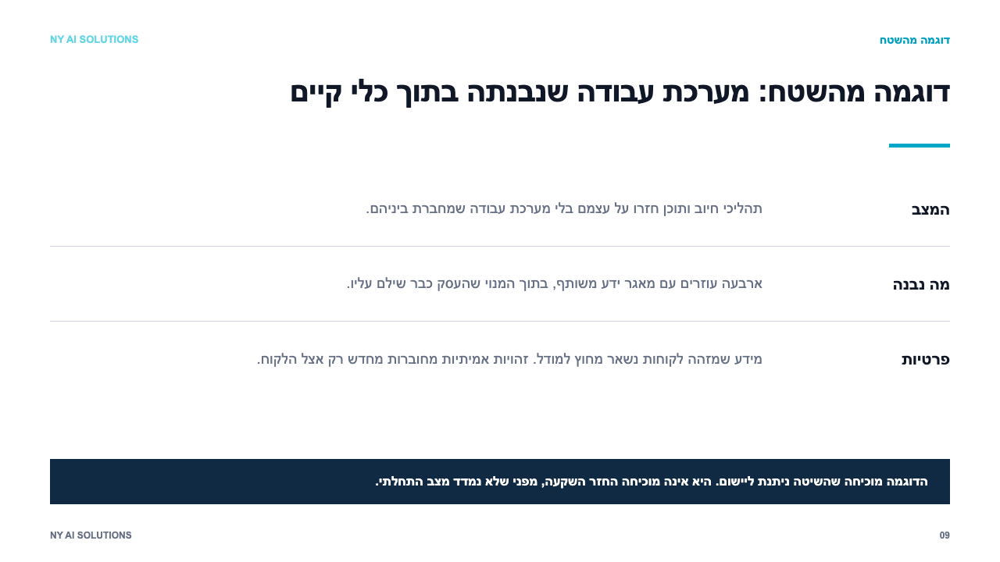 דוגמה מהשטח
NY AI SOLUTIONS
דוגמה מהשטח: מערכת עבודה שנבנתה בתוך כלי קיים
המצב
תהליכי חיוב ותוכן חזרו על עצמם בלי מערכת עבודה שמחברת ביניהם.
מה נבנה
ארבעה עוזרים עם מאגר ידע משותף, בתוך המנוי שהעסק כבר שילם עליו.
פרטיות
מידע שמזהה לקוחות נשאר מחוץ למודל. זהויות אמיתיות מחוברות מחדש רק אצל הלקוח.
הדוגמה מוכיחה שהשיטה ניתנת ליישום. היא אינה מוכיחה החזר השקעה, מפני שלא נמדד מצב התחלתי.
09
NY AI SOLUTIONS